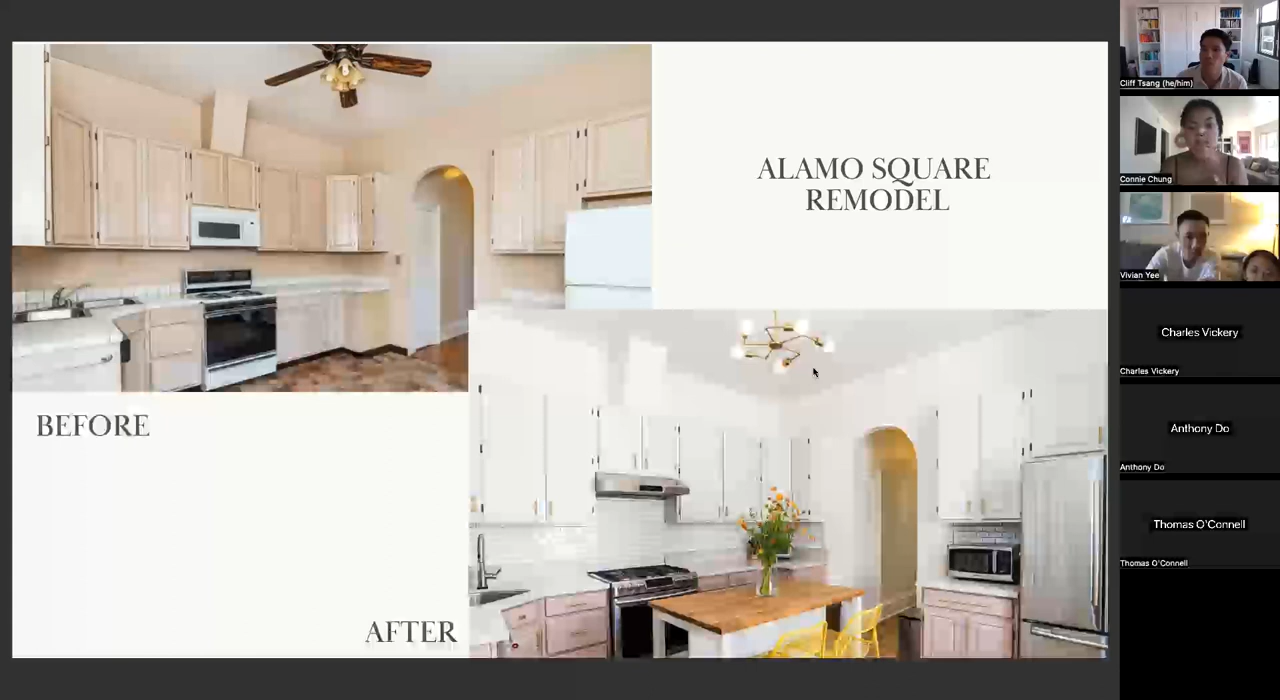 ALAMO SQUARE
REMODEL
BEFORE
AFTER
Cliff Tsang (he/him)
Connie Chung
Vivian Yee
Charles Vickery
Charles Vickery
Anthony Do
Anthony Do
Thomas O'Connell
Thomas O'Connell